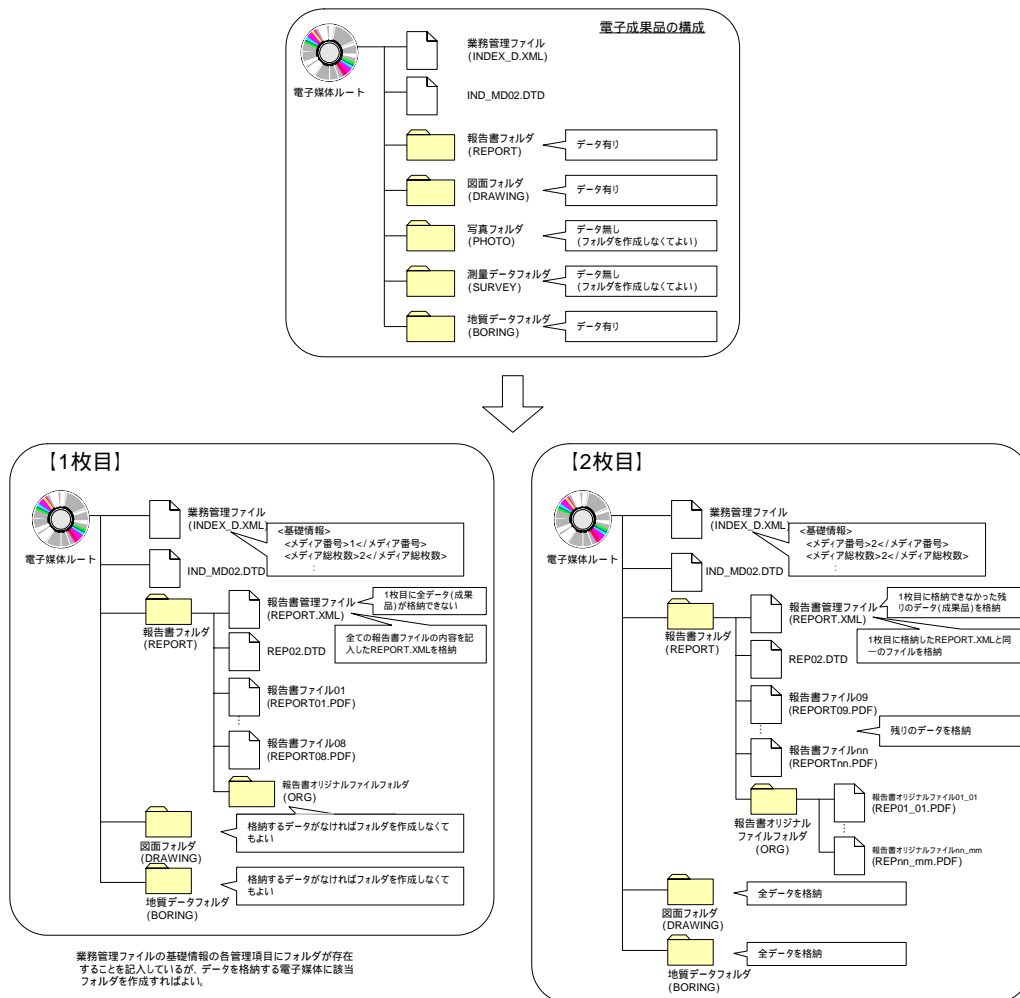 電子成果品の構成
電子媒体ルート
業務管理ファイル
(INDEX_D.XML)
IND_MD02.DTD
報告書フォルダ
(REPORT)
データ有り
図面フォルダ
(DRAWING)
データ有り
写真フォルダ
(PHOTO)
データ無し
(フォルダを作成しなくてよい)
測量データフォルダ
(SURVEY)
データ無し
(フォルダを作成しなくてよい)
地質データフォルダ
(BORING)
データ有り
【1枚目】
電子媒体ルート
業務管理ファイル
(INDEX_D.XML)
<基礎情報>
<メディア番号>1</メディア番号>
<メディア総枚数>2</メディア総枚数>
:
IND_MD02.DTD
報告書フォルダ
(REPORT)
報告書管理ファイル
(REPORT.XML)
1枚目に全データ(成果
品)が格納できない
全ての報告書ファイルの内容を記
入したREPORT.XMLを格納
REP02.DTD
報告書ファイル01
(REPORT01.PDF)
…
報告書ファイル08
(REPORT08.PDF)
報告書オリジナルファイルフォルダ
(ORG)
図面フォルダ
(DRAWING)
格納するデータがなければフォルダを作成しなくて
もよい
地質データフォルダ
(BORING)
格納するデータがなければフォルダを作成しなくて
もよい
業務管理ファイルの基礎情報の各管理項目にフォルダが存在
することを記入しているが、データを格納する電子媒体に該当
フォルダを作成すればよい。
【2枚目】
電子媒体ルート
業務管理ファイル
(INDEX_D.XML)
<基礎情報>
<メディア番号>2</メディア番号>
<メディア総枚数>2</メディア総枚数>
:
IND_MD02.DTD
報告書フォルダ
(REPORT)
報告書管理ファイル
(REPORT.XML)
1枚目に格納できなかった残
りのデータ(成果品)を格納
1枚目に格納したREPORT.XMLと同
一のファイルを格納
REP02.DTD
報告書ファイル09
(REPORT09.PDF)
…
残りのデータを格納
報告書ファイルnn
(REPORTnn.PDF)
報告書オリジナル
ファイルフォルダ
(ORG)
報告書オリジナルファイル01_01
(REP01_01.PDF)
…
報告書オリジナルファイルnn_mm
(REPnn_mm.PDF)
図面フォルダ
(DRAWING)
全データを格納
地質データフォルダ
(BORING)
全データを格納